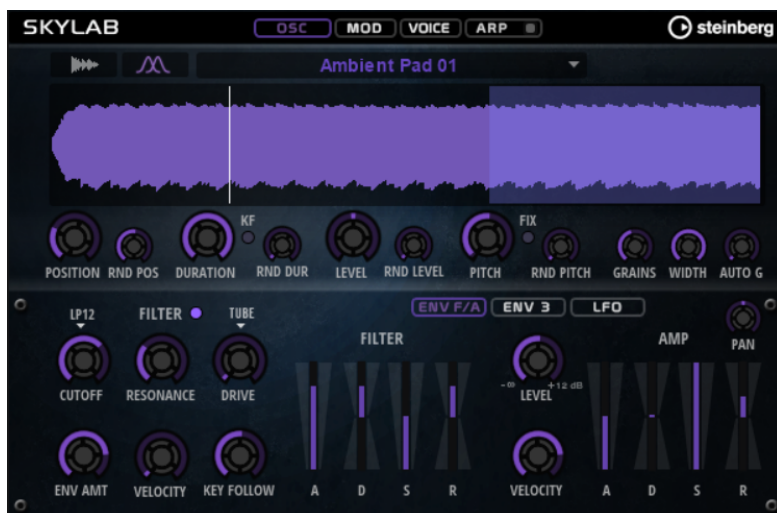 SKYLAB OSC MOD VOICE ARP steinberg
Ambient Pad 01
KF FIX
POSITION RND POS DURATION RND DUR LEVEL RND LEVEL PITCH RND PITCH GRAINS WIDTH AUTO G
ENV F/A ENV 3 LFO
LP12 FILTER TUBE
FILTER AMP PAN
CUTOFF RESONANCE DRIVE
-∞ LEVEL +12 dB
ENV AMT VELOCITY KEY FOLLOW A D S R VELOCITY A D S R